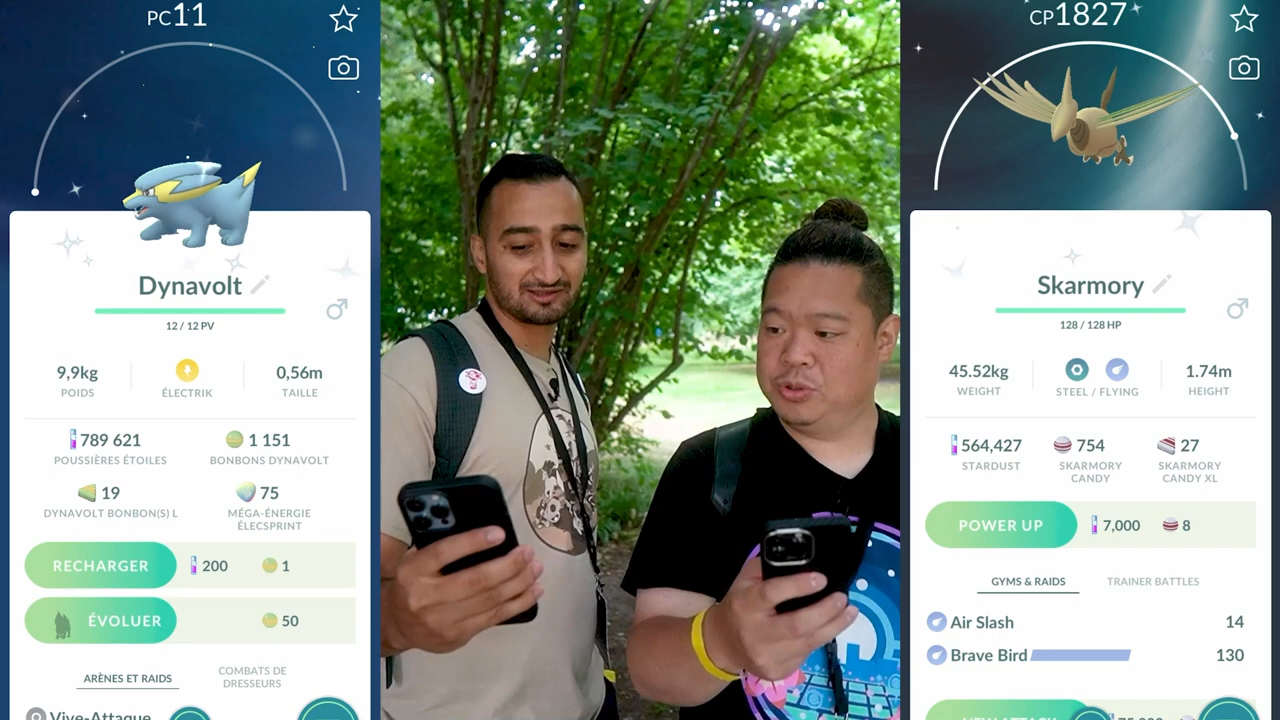 PC11
Dynavolt
12 / 12 PV
9,9kg
POIDS
ÉLECTRIK
0,56m
TAILLE
789 621
POUSSIÈRES ÉTOILES
1 151
BONBONS DYNAVOLT
19
DYNAVOLT BONBON(S) L
75
MÉGA-ÉNERGIE
ÉLECSPRINT
RECHARGER
200
1
ÉVOLUER
50
ARÈNES ET RAIDS
COMBATS DE
DRESSEURS
Vive-Attaque
CP1827
Skarmory
128 / 128 HP
45.52kg
WEIGHT
STEEL / FLYING
1.74m
HEIGHT
564,427
STARDUST
754
SKARMORY
CANDY
27
SKARMORY
CANDY XL
POWER UP
7,000
8
GYMS & RAIDS
TRAINER BATTLES
Air Slash
14
Brave Bird
130
NEW ATTACK